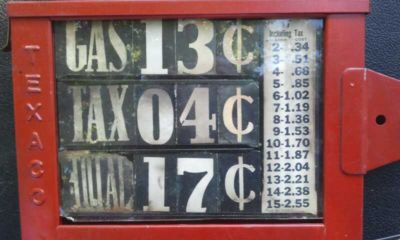 TEXACO
GAS 13¢
TAX 04¢
TOTAL 17¢
Including Tax
2- .34
3- .51
4- .68
5- .85
6-1.02
7-1.19
8-1.36
9-1.53
10-1.70
11-1.87
12-2.04
13-2.21
14-2.38
15-2.55